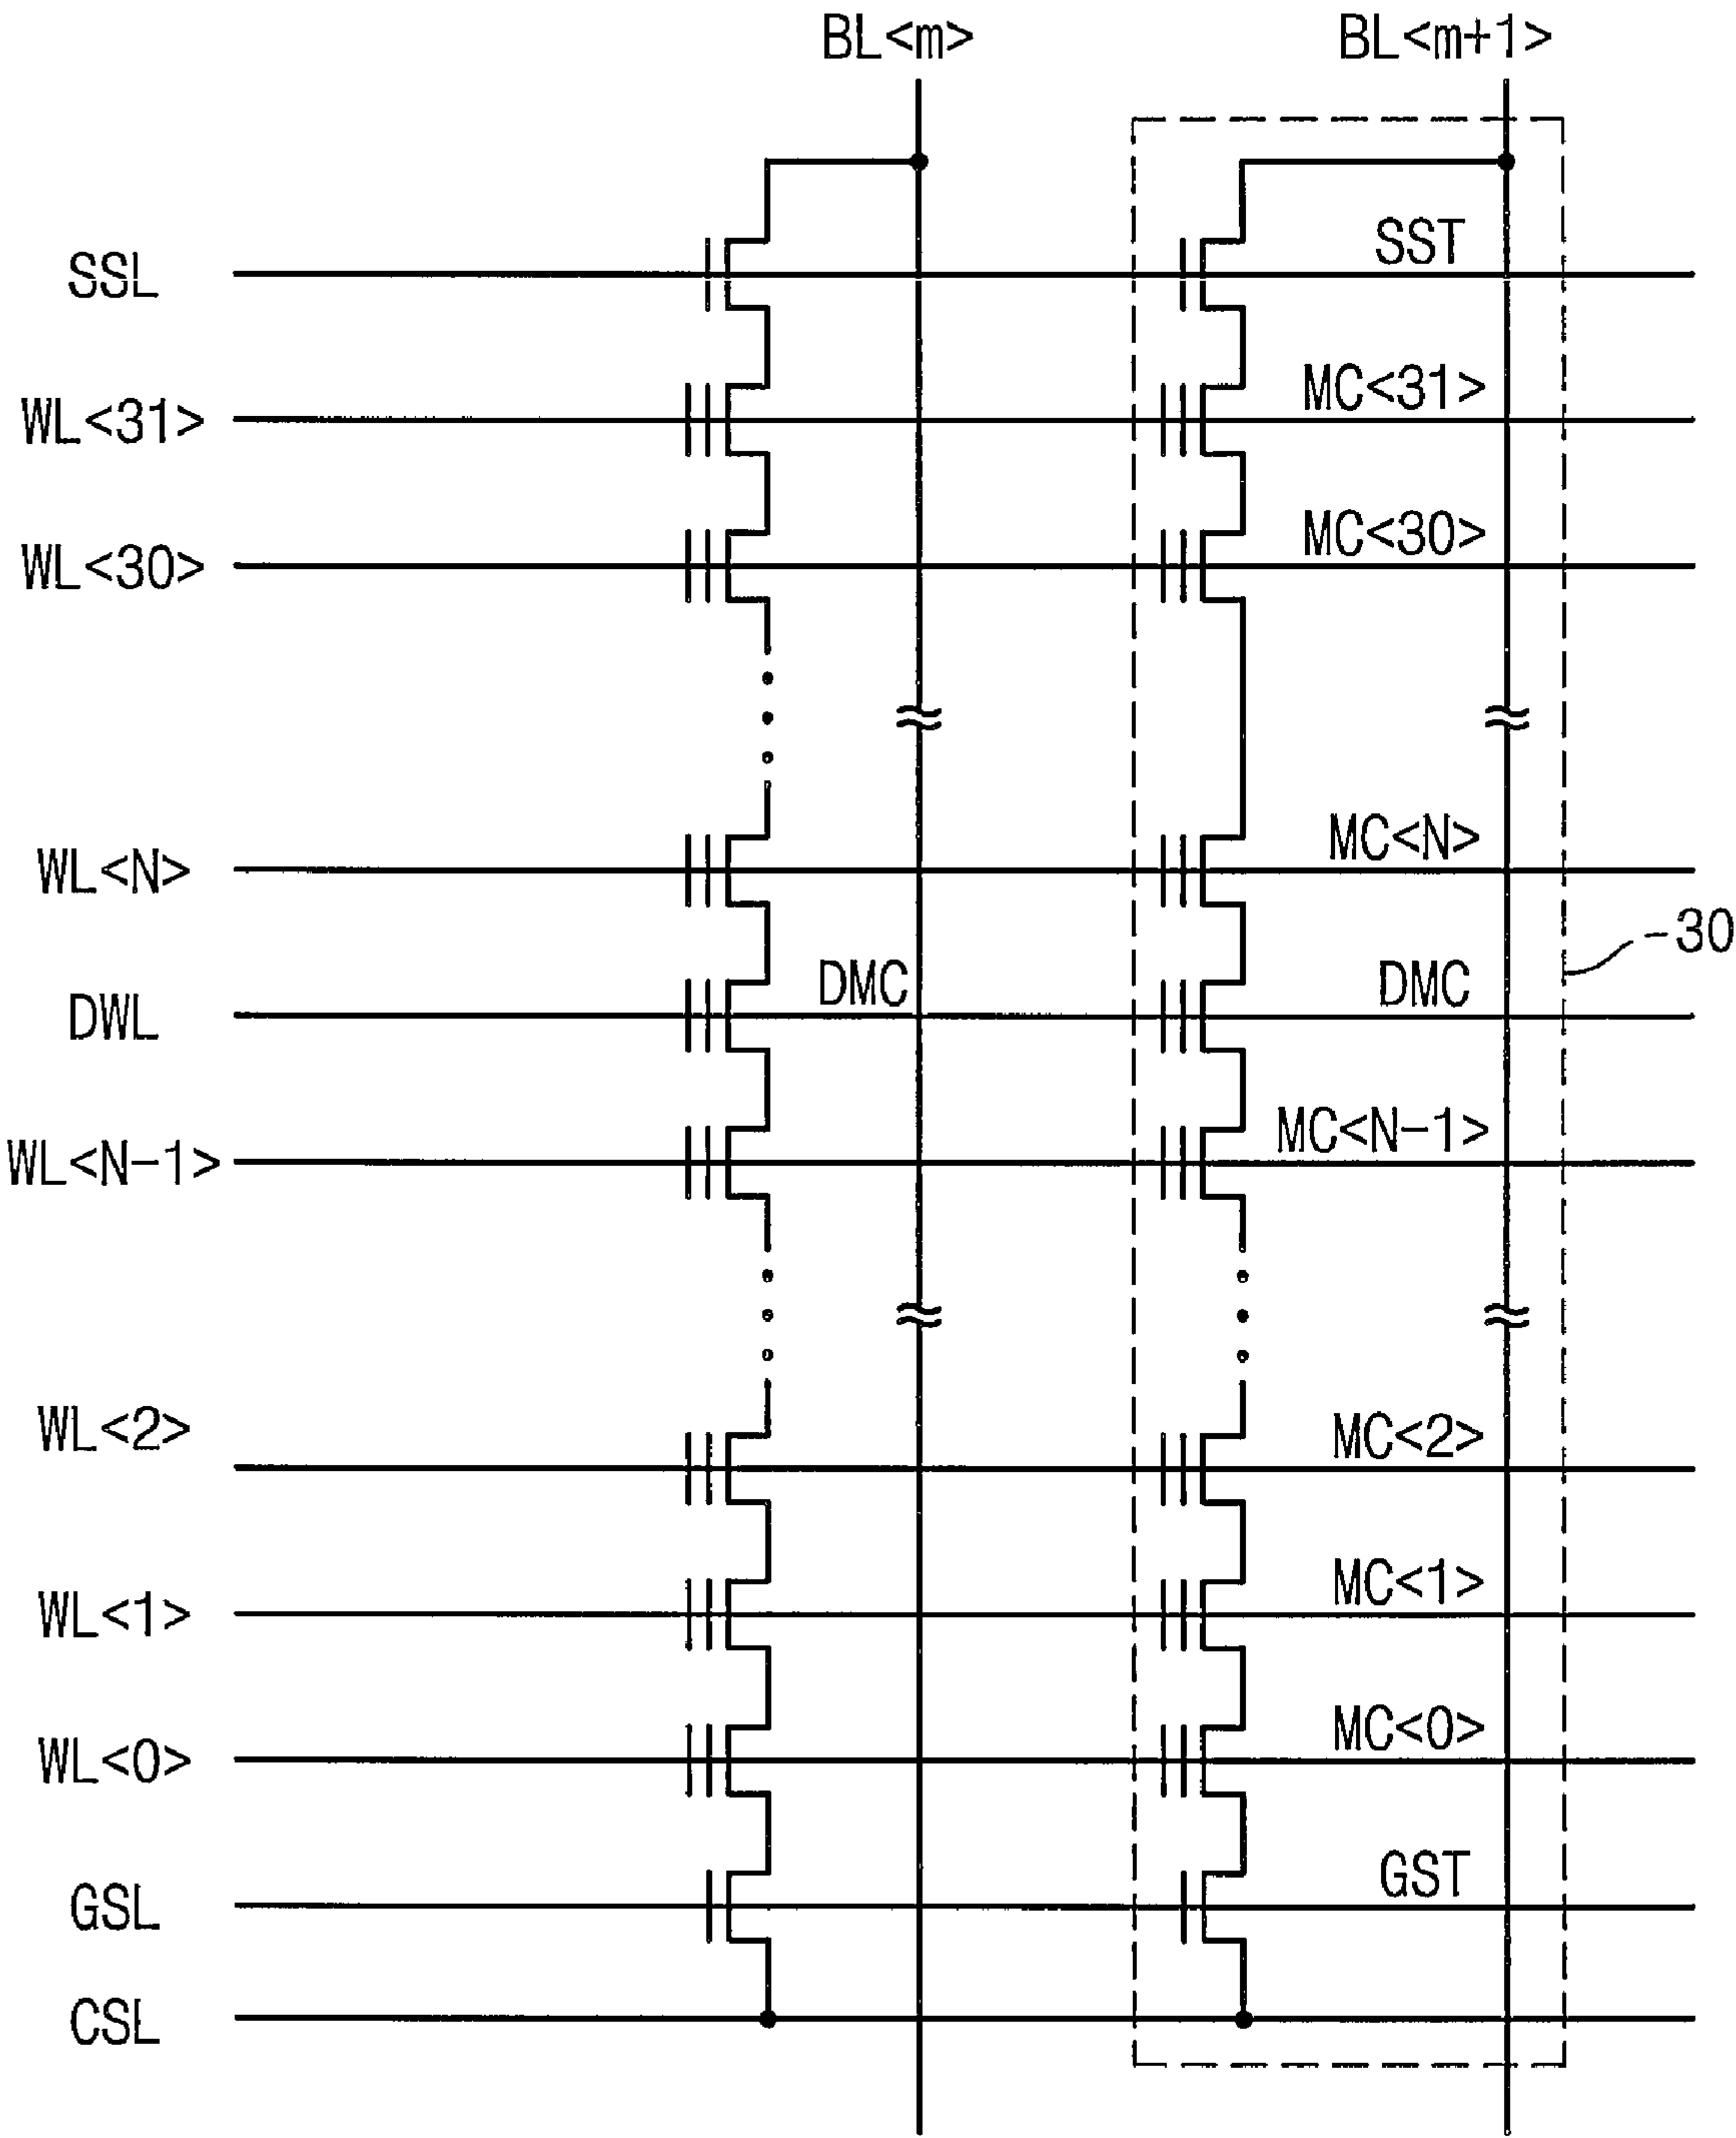 BL<m> BL<m+1>
SSL SST
WL<31> MC<31>
WL<30> MC<30>
WL<N> MC<N>
30
DWL DMC DMC
WL<N-1> MC<N-1>
WL<2> MC<2>
WL<1> MC<1>
WL<0> MC<0>
GSL GST
CSL